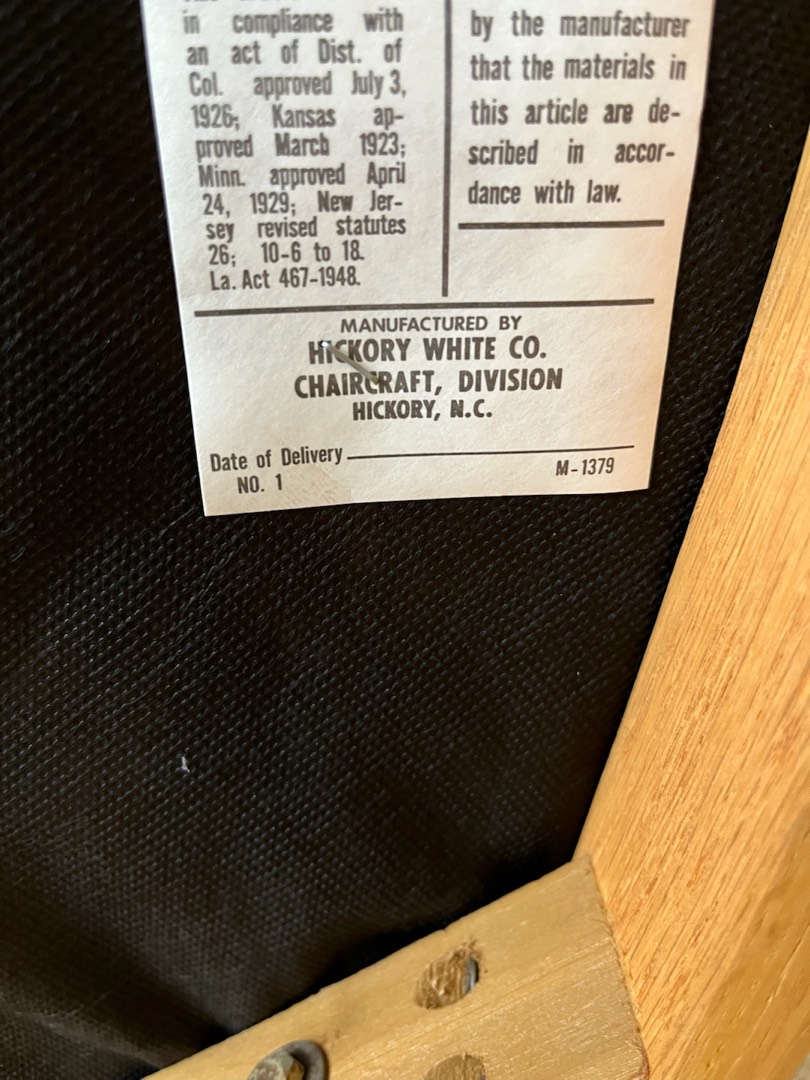 in compliance with
an act of Dist. of
Col. approved July 3,
1926; Kansas ap-
proved March 1923;
Minn. approved April
24, 1929; New Jer-
sey revised statutes
26; 10-6 to 18.
La. Act 467-1948.
by the manufacturer
that the materials in
this article are de-
scribed in accor-
dance with law.
MANUFACTURED BY
HICKORY WHITE CO.
CHAIRCRAFT, DIVISION
HICKORY, N.C.
Date of Delivery
NO. 1
M-1379